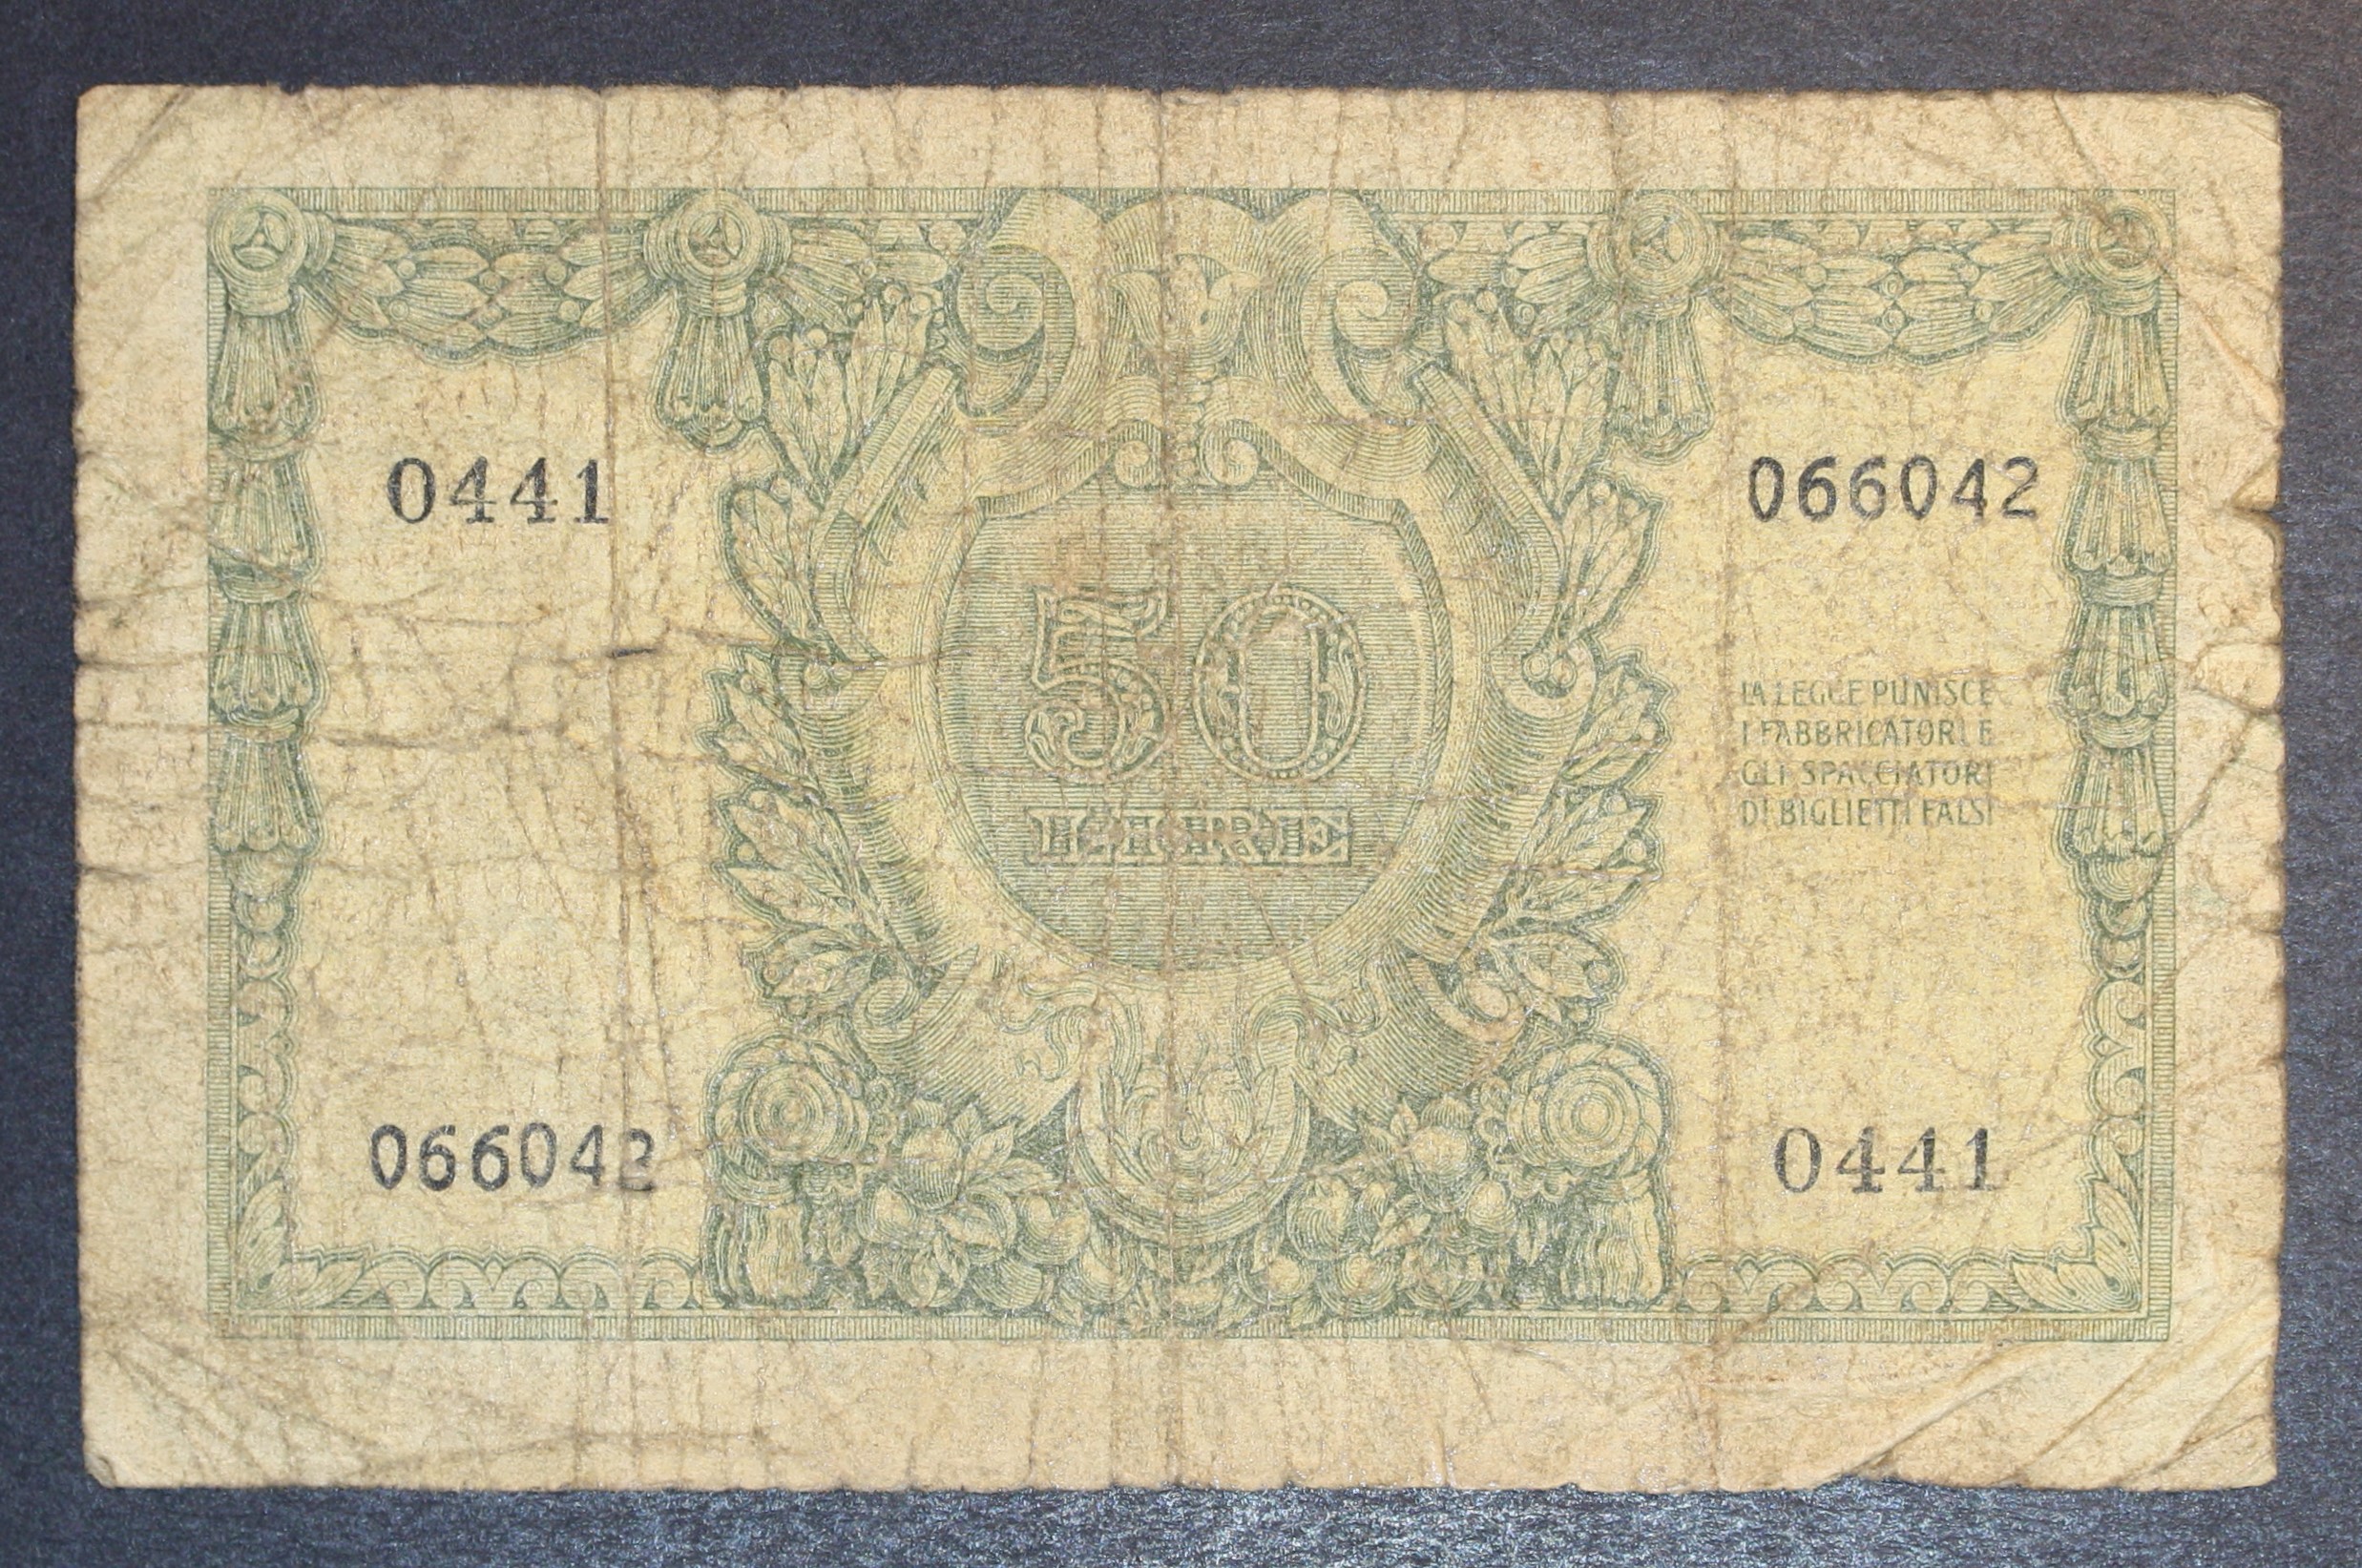 0441
066042
50
LIRE
LA LEGGE PUNISCE
I FABBRICATORI E
GLI SPACCIATORI
DI BIGLIETTI FALSI
066042
0441